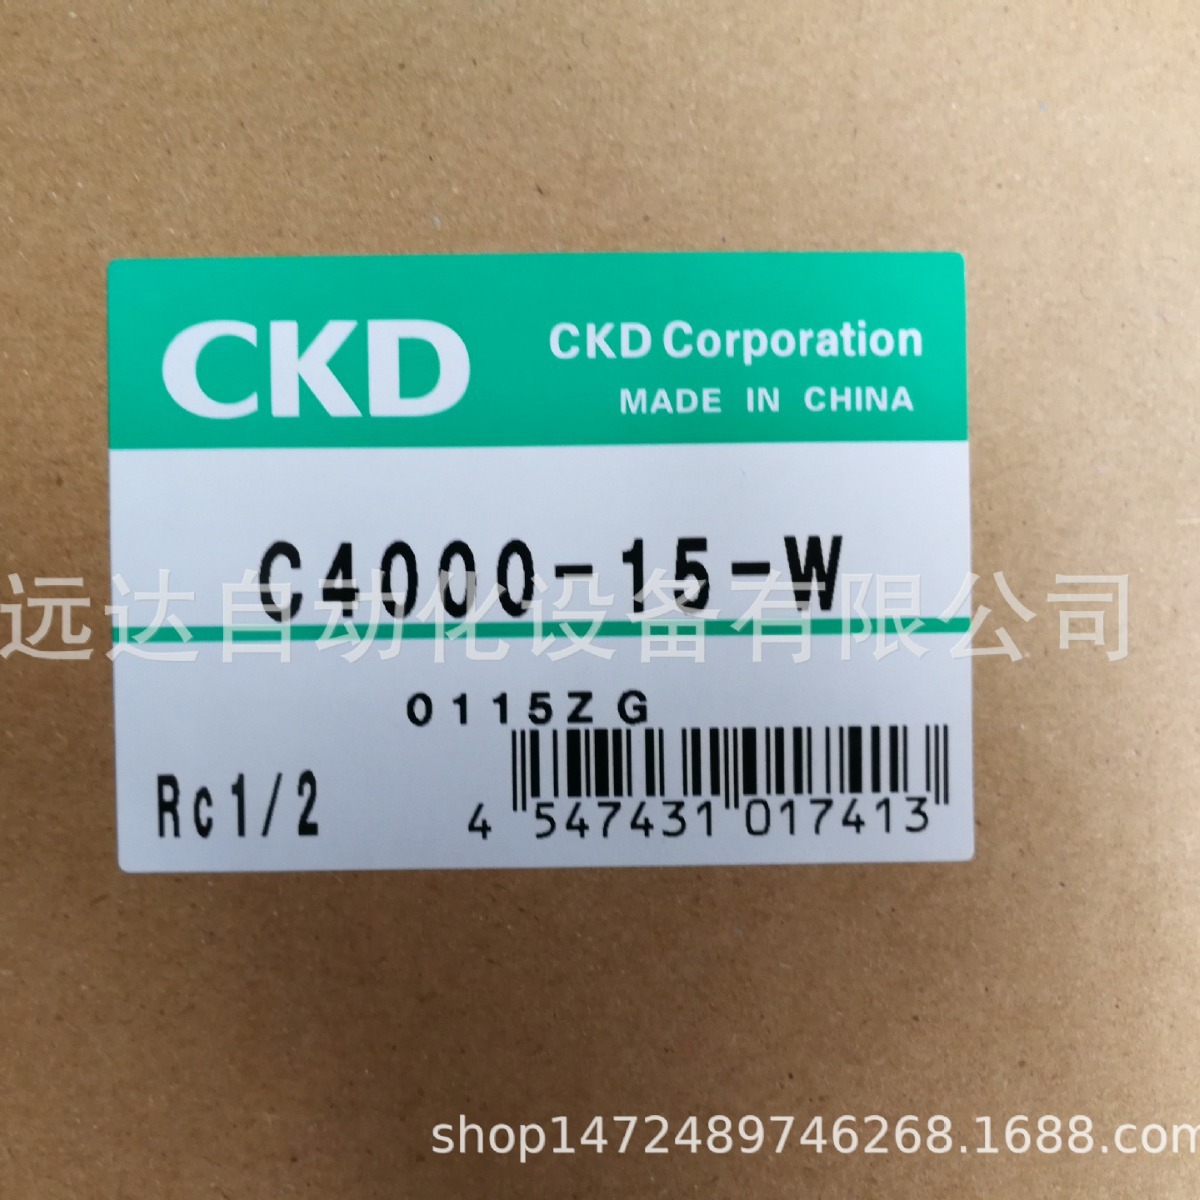 CKD
CKD Corporation
MADE IN CHINA
C4000-15-W
远达自动化设备有限公司
0115ZG
Rc1/2
4 547431 017413
shop1472489746268.1688.com